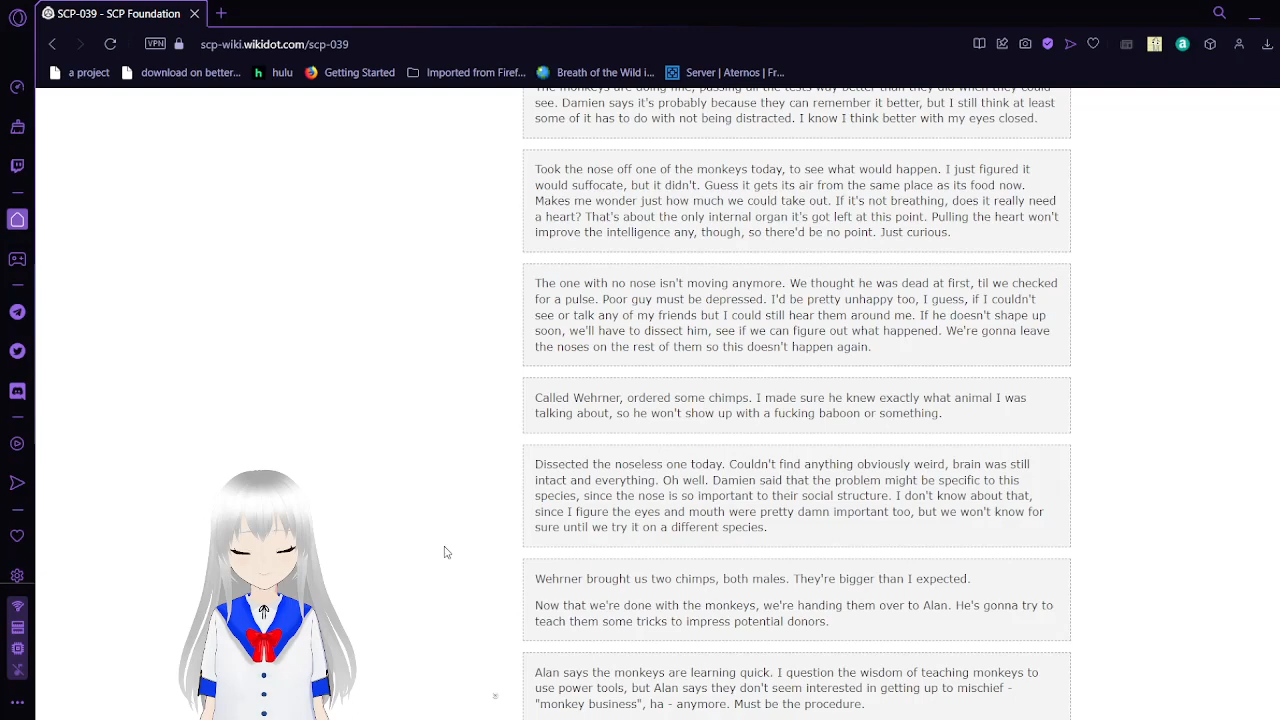 SCP-039 - SCP Foundation
VPN
scp-wiki.wikidot.com/scp-039
a project
download on better...
hulu
Getting Started
Imported from Firef...
Breath of the Wild i...
Server | Aternos | Fr...
The monkeys are doing fine, passing all the tests way better than they did when they could
see. Damien says it's probably because they can remember it better, but I still think at least
some of it has to do with not being distracted. I know I think better with my eyes closed.
Took the nose off one of the monkeys today, to see what would happen. I just figured it
would suffocate, but it didn't. Guess it gets its air from the same place as its food now.
Makes me wonder just how much we could take out. If it's not breathing, does it really need
a heart? That's about the only internal organ it's got left at this point. Pulling the heart won't
improve the intelligence any, though, so there'd be no point. Just curious.
The one with no nose isn't moving anymore. We thought he was dead at first, til we checked
for a pulse. Poor guy must be depressed. I'd be pretty unhappy too, I guess, if I couldn't
see or talk any of my friends but I could still hear them around me. If he doesn't shape up
soon, we'll have to dissect him, see if we can figure out what happened. We're gonna leave
the noses on the rest of them so this doesn't happen again.
Called Wehrner, ordered some chimps. I made sure he knew exactly what animal I was
talking about, so he won't show up with a fucking baboon or something.
Dissected the noseless one today. Couldn't find anything obviously weird, brain was still
intact and everything. Oh well. Damien said that the problem might be specific to this
species, since the nose is so important to their social structure. I don't know about that,
since I figure the eyes and mouth were pretty damn important too, but we won't know for
sure until we try it on a different species.
Wehrner brought us two chimps, both males. They're bigger than I expected.
Now that we're done with the monkeys, we're handing them over to Alan. He's gonna try to
teach them some tricks to impress potential donors.
Alan says the monkeys are learning quick. I question the wisdom of teaching monkeys to
use power tools, but Alan says they don't seem interested in getting up to mischief -
"monkey business", ha - anymore. Must be the procedure.